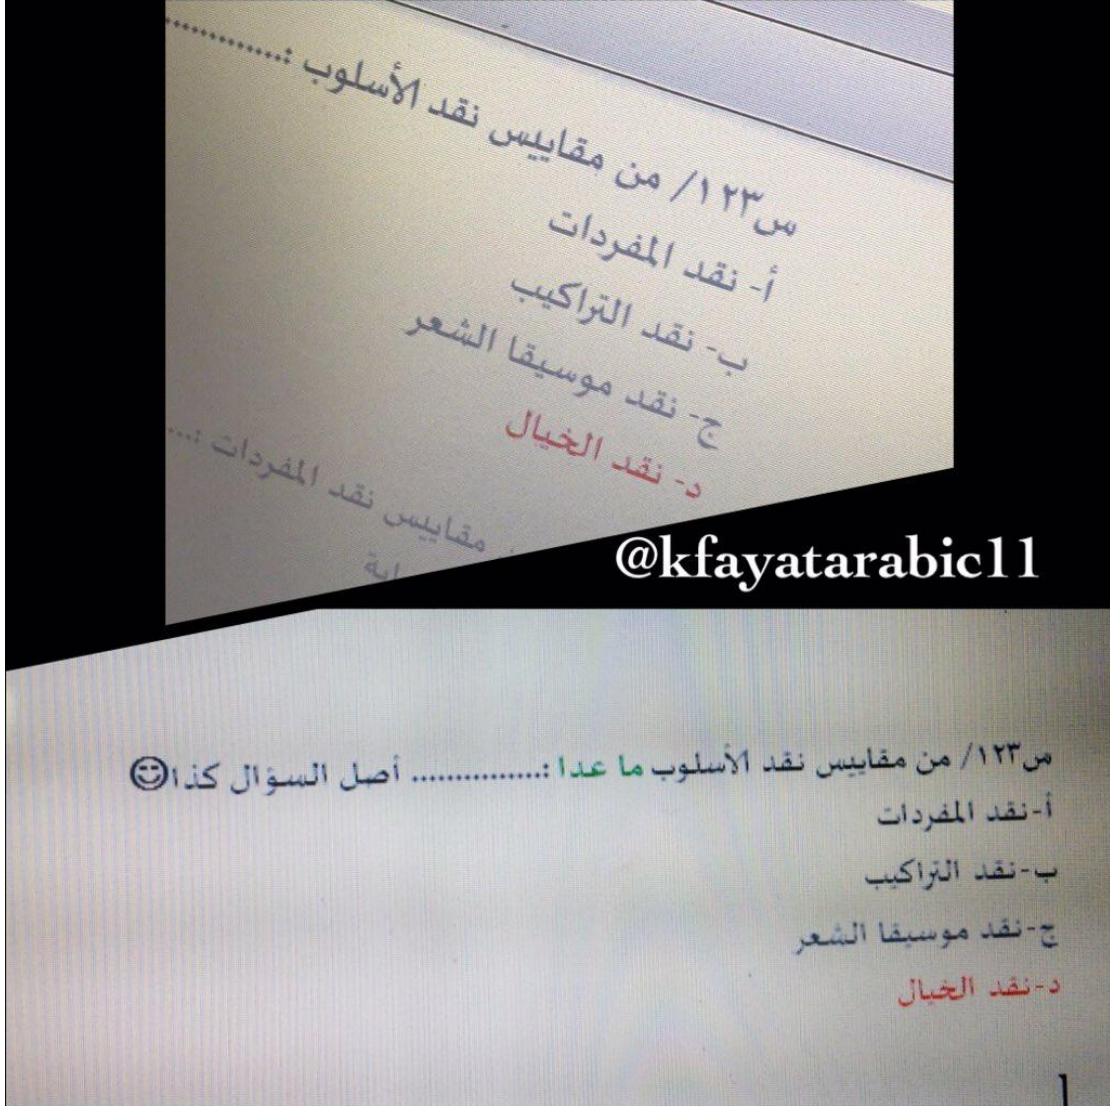 س١٢٣/ من مقاييس نقد الأسلوب :.............
أ- نقد المفردات
ب- نقد التراكيب
ج- نقد موسيقا الشعر
د- نقد الخيال
مقاييس نقد المفردات :...
@kfayatarabic11
س١٢٣/ من مقاييس نقد الأسلوب ما عدا :............... أصل السؤال كذا☺
أ-نقد المفردات
ب-نقد التراكيب
ج-نقد موسيقا الشعر
د-نقد الخيال